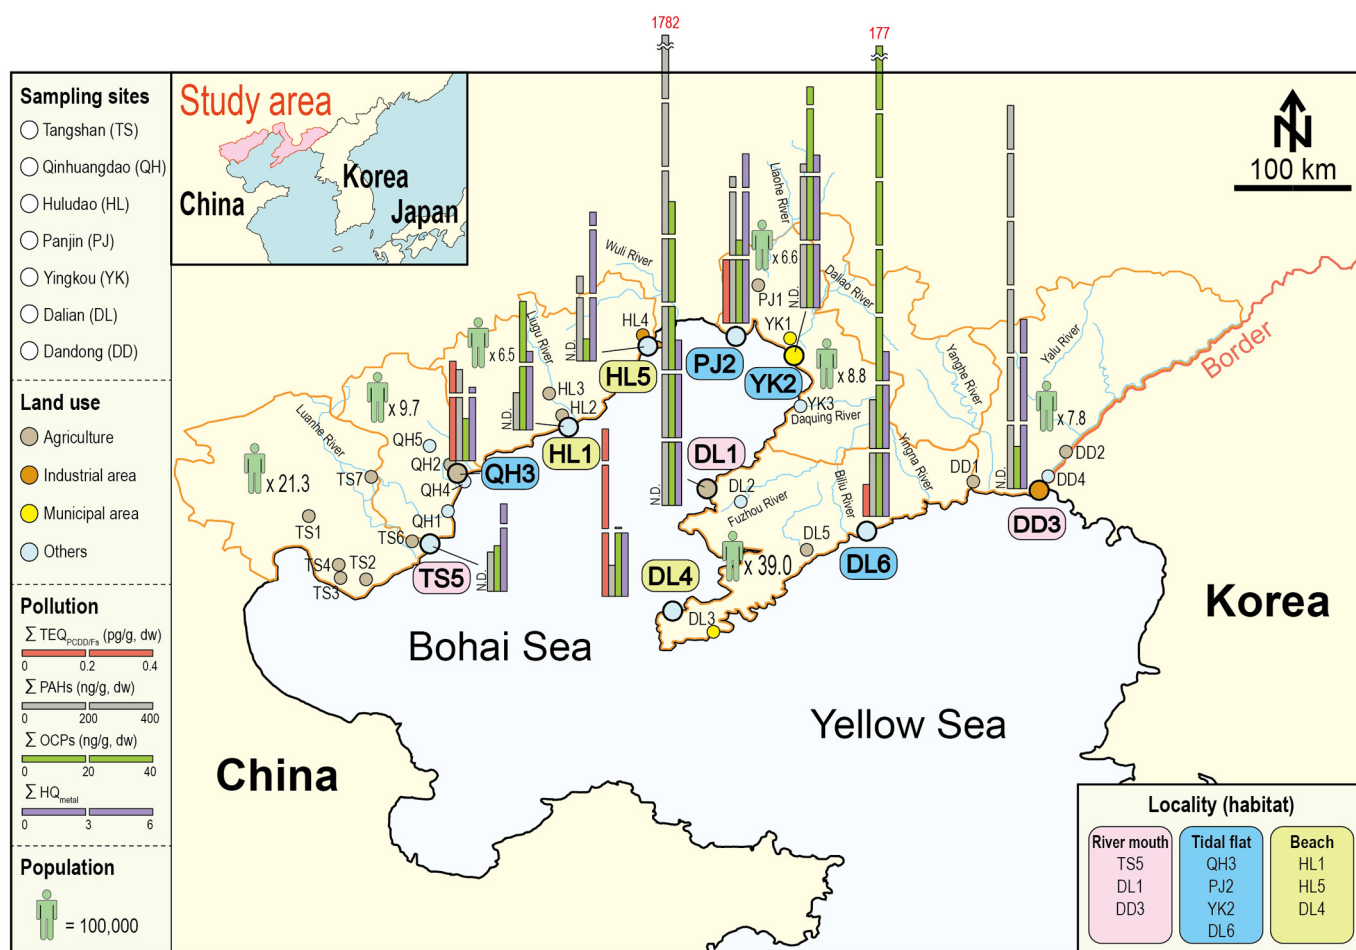 1782
177
Sampling sites
Tangshan (TS)
Qinhuangdao (QH)
Huludao (HL)
Panjin (PJ)
Yingkou (YK)
Dalian (DL)
Dandong (DD)
Land use
Agriculture
Industrial area
Municipal area
Others
Pollution
∑ TEQPCDD/Fs (pg/g, dw)
0 0.2 0.4
∑ PAHs (ng/g, dw)
0 200 400
∑ OCPs (ng/g, dw)
0 20 40
∑ HQmetal
0 3 6
Population
= 100,000
Study area
China
Korea
Japan
N
100 km
Wuli River
Liaohe River
x 6.6
PJ1
N.D.
Daliao River
YK1
HL4
N.D.
Liugu River
x 6.5
HL5
PJ2
YK2
x 8.8
Yanghe River
Yalu River
Border
x 7.8
x 9.7
HL3
HL2
N.D.
HL1
YK3
Daquing River
Luanhe River
QH5
QH2
QH3
QH4
QH1
x 21.3
TS7
TS1
TS6
TS4
TS2
TS3
TS5
N.D.
N.D.
DL1
DL2
Fuzhou River
Biliu River
Yingna River
DD1
N.D.
DD2
DD4
DD3
DL5
DL6
x 39.0
DL4
DL3
Bohai Sea
Yellow Sea
Korea
China
Locality (habitat)
River mouth
TS5
DL1
DD3
Tidal flat
QH3
PJ2
YK2
DL6
Beach
HL1
HL5
DL4